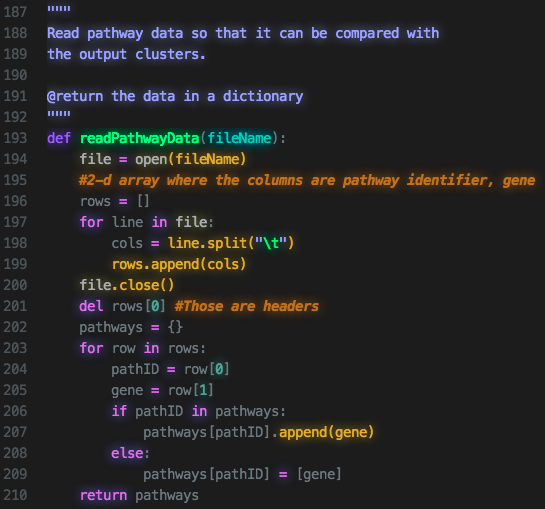 187 """
188 Read pathway data so that it can be compared with
189 the output clusters.
190
191 @return the data in a dictionary
192 """
193 def readPathwayData(fileName):
194     file = open(fileName)
195     #2-d array where the columns are pathway identifier, gene
196     rows = []
197     for line in file:
198         cols = line.split("\t")
199         rows.append(cols)
200     file.close()
201     del rows[0] #Those are headers
202     pathways = {}
203     for row in rows:
204         pathID = row[0]
205         gene = row[1]
206         if pathID in pathways:
207             pathways[pathID].append(gene)
208         else:
209             pathways[pathID] = [gene]
210     return pathways